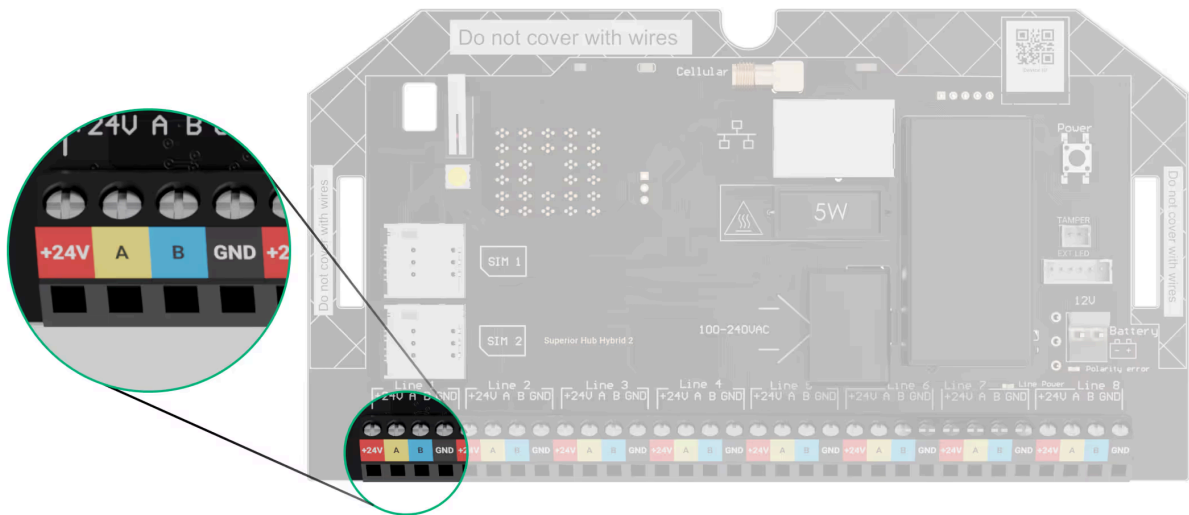 Do not cover with wires
Cellular
Power
TAMPER
EXT LED
12V
Battery
- +
Polarity error
5W
SIM 1
SIM 2
Superior Hub Hybrid 2
100-240VAC
Do not cover with wires
Do not cover with wires
+24V A B
+24V A B GND
Line Line 2 Line 3 Line 4 Line 5 Line 6 Line 7 Line Power Line 8
+24V A B GND +24V A B GND +24V A B GND +24V A B GND +24V A B GND +24V A B GND +24V A B GND +24V A B GND
+24V A B GND +24V A B GND +24V A B GND +24V A B GND +24V A B GND +24V A B GND +24V A B GND +24V A B GND